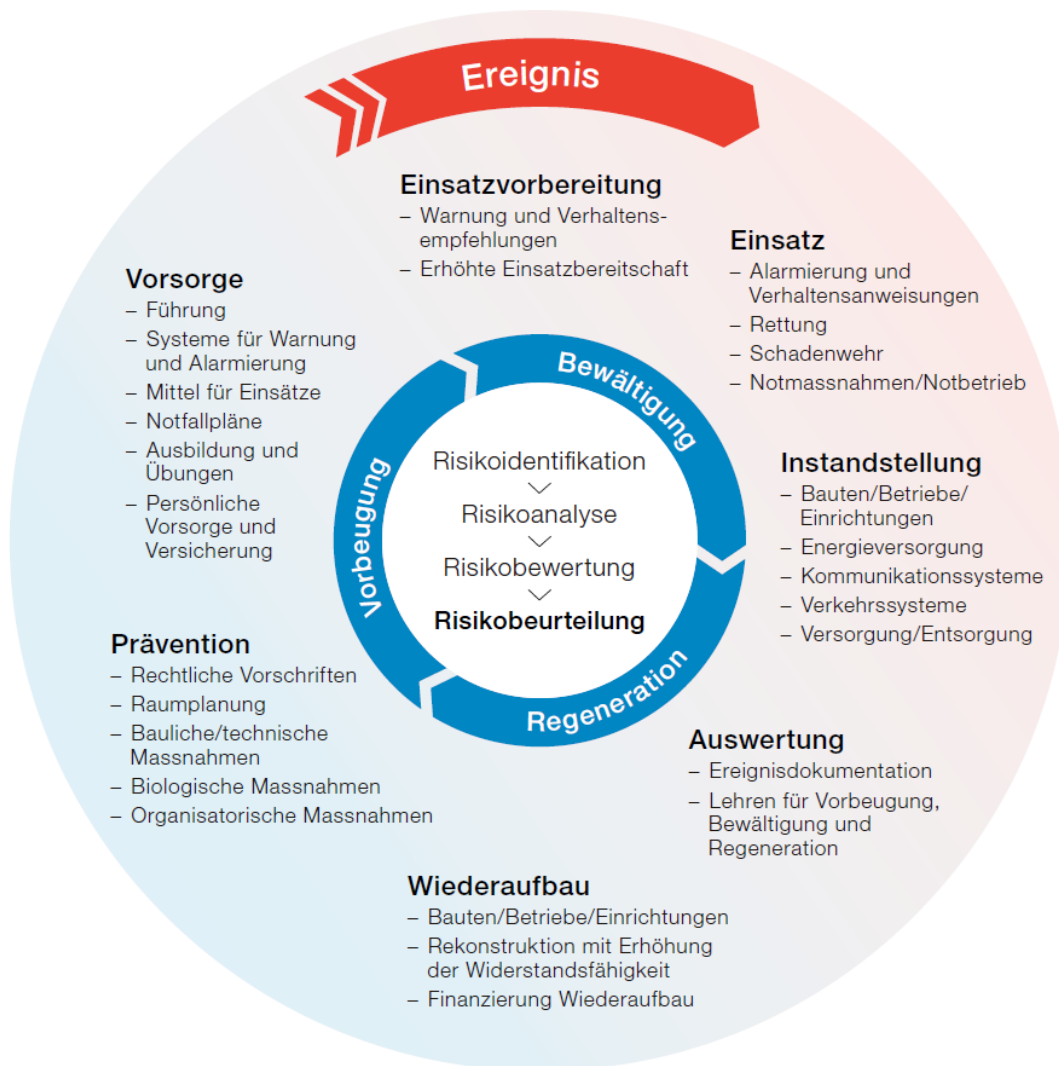 Ereignis
Einsatzvorbereitung
– Warnung und Verhaltens-
empfehlungen
– Erhöhte Einsatzbereitschaft
Einsatz
– Alarmierung und
Verhaltensanweisungen
– Rettung
– Schadenwehr
– Notmassnahmen/Notbetrieb
Instandstellung
– Bauten/Betriebe/
Einrichtungen
– Energieversorgung
– Kommunikationssysteme
– Verkehrssysteme
– Versorgung/Entsorgung
Auswertung
– Ereignisdokumentation
– Lehren für Vorbeugung,
Bewältigung und
Regeneration
Wiederaufbau
– Bauten/Betriebe/Einrichtungen
– Rekonstruktion mit Erhöhung
der Widerstandsfähigkeit
– Finanzierung Wiederaufbau
Prävention
– Rechtliche Vorschriften
– Raumplanung
– Bauliche/technische
Massnahmen
– Biologische Massnahmen
– Organisatorische Massnahmen
Vorsorge
– Führung
– Systeme für Warnung
und Alarmierung
– Mittel für Einsätze
– Notfallpläne
– Ausbildung und
Übungen
– Persönliche
Vorsorge und
Versicherung
Bewältigung
Regeneration
Vorbeugung
Risikoidentifikation
Risikoanalyse
Risikobewertung
Risikobeurteilung